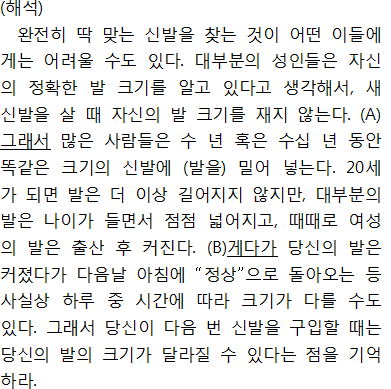 (해석)
완전히 딱 맞는 신발을 찾는 것이 어떤 이들에
게는 어려울 수도 있다. 대부분의 성인들은 자신
의 정확한 발 크기를 알고 있다고 생각해서, 새
신발을 살 때 자신의 발 크기를 재지 않는다. (A)
그래서 많은 사람들은 수 년 혹은 수십 년 동안
똑같은 크기의 신발에 (발을) 밀어 넣는다. 20세
가 되면 발은 더 이상 길어지지 않지만, 대부분의
발은 나이가 들면서 점점 넓어지고, 때때로 여성
의 발은 출산 후 커진다. (B)게다가 당신의 발은
커졌다가 다음날 아침에 “정상”으로 돌아오는 등
사실상 하루 중 시간에 따라 크기가 다를 수도
있다. 그래서 당신이 다음 번 신발을 구입할 때는
당신의 발의 크기가 달라질 수 있다는 점을 기억
하라.